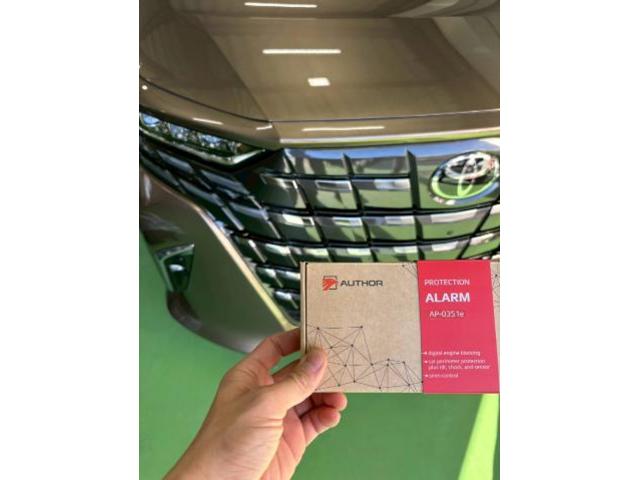 AUTHOR
PROTECTION
ALARM
AP-0351e
digital engine blocking
car perimeter protection
plus tilt, shock, and sensor
siren control